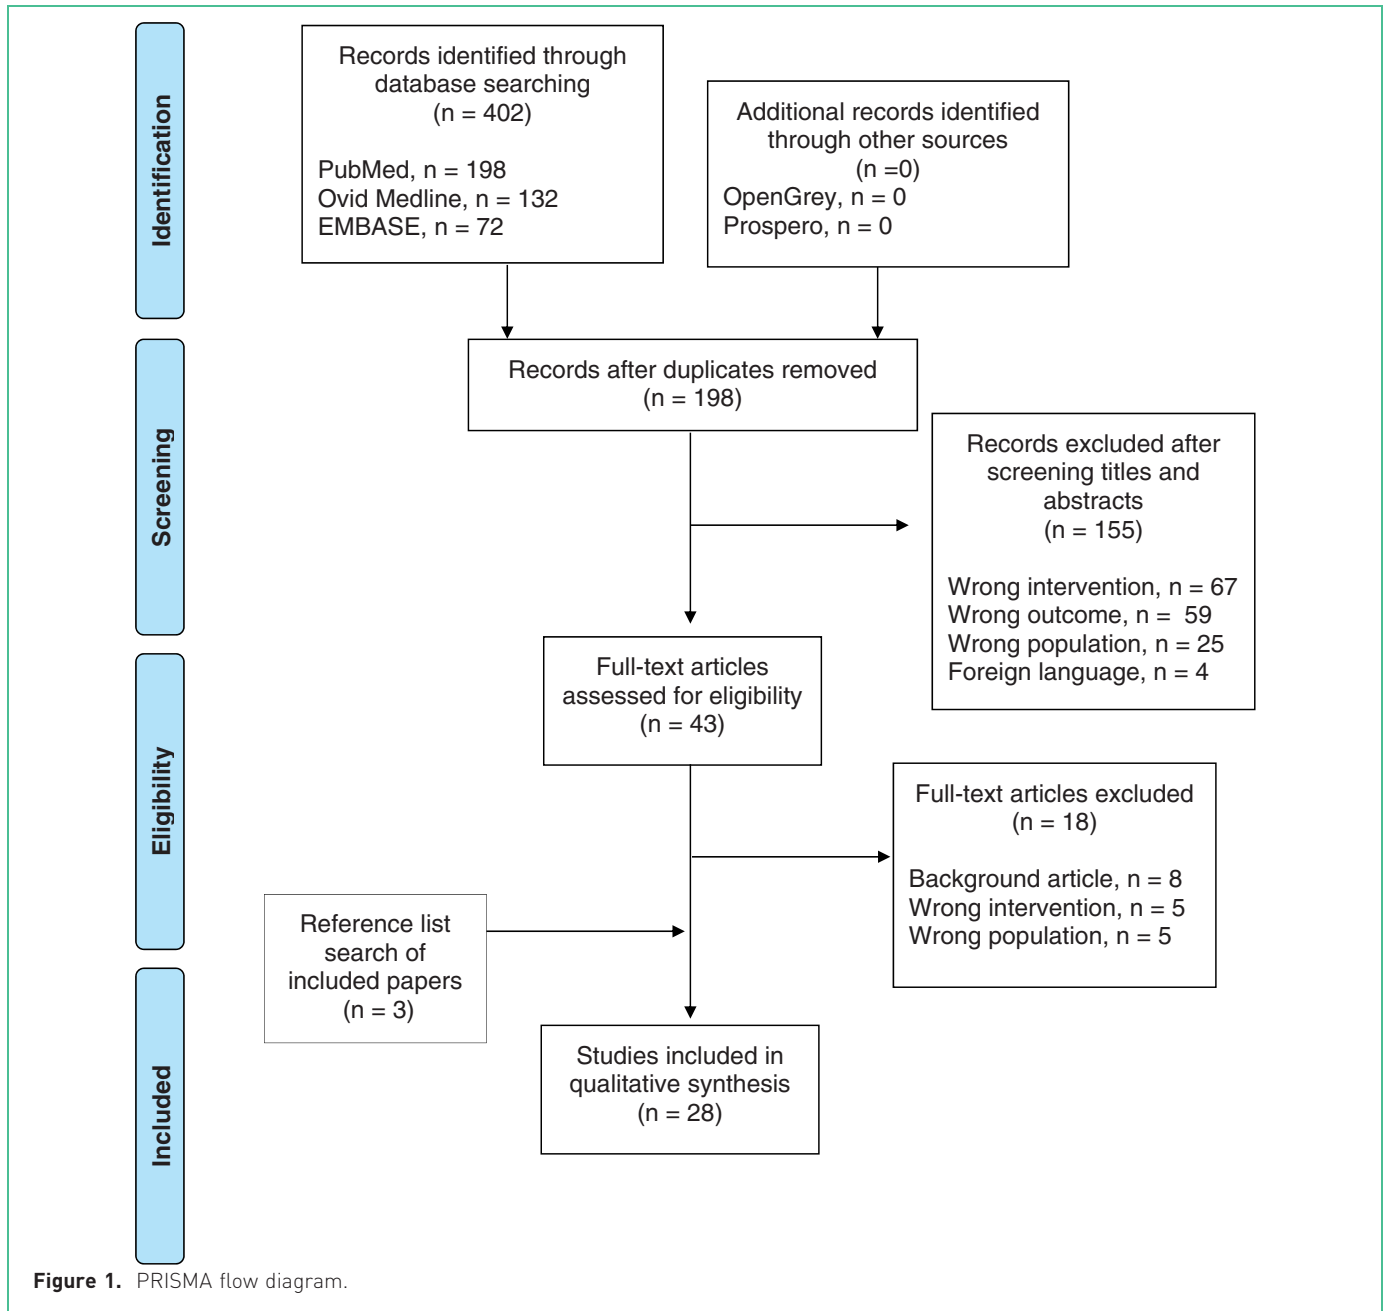 Identification
Records identified through
database searching
(n = 402)
PubMed, n = 198
Ovid Medline, n = 132
EMBASE, n = 72
Additional records identified
through other sources
(n =0)
OpenGrey, n = 0
Prospero, n = 0
Screening
Records after duplicates removed
(n = 198)
Records excluded after
screening titles and
abstracts
(n = 155)
Wrong intervention, n = 67
Wrong outcome, n =  59
Wrong population, n = 25
Foreign language, n = 4
Eligibility
Full-text articles
assessed for eligibility
(n = 43)
Full-text articles excluded
(n = 18)
Background article, n = 8
Wrong intervention, n = 5
Wrong population, n = 5
Reference list
search of
included papers
(n = 3)
Included
Studies included in
qualitative synthesis
(n = 28)
Figure 1. PRISMA flow diagram.